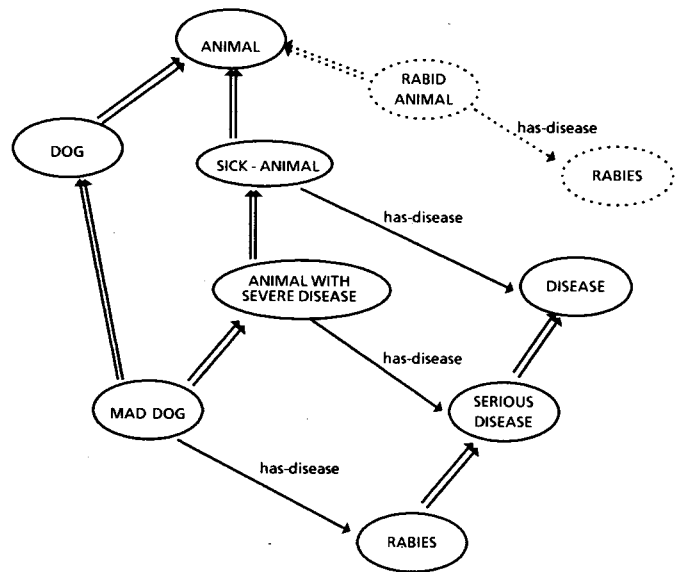 ANIMAL
RABID
ANIMAL
has-disease
DOG
SICK - ANIMAL
RABIES
has-disease
ANIMAL WITH
SEVERE DISEASE
DISEASE
has-disease
MAD DOG
SERIOUS
DISEASE
has-disease
RABIES